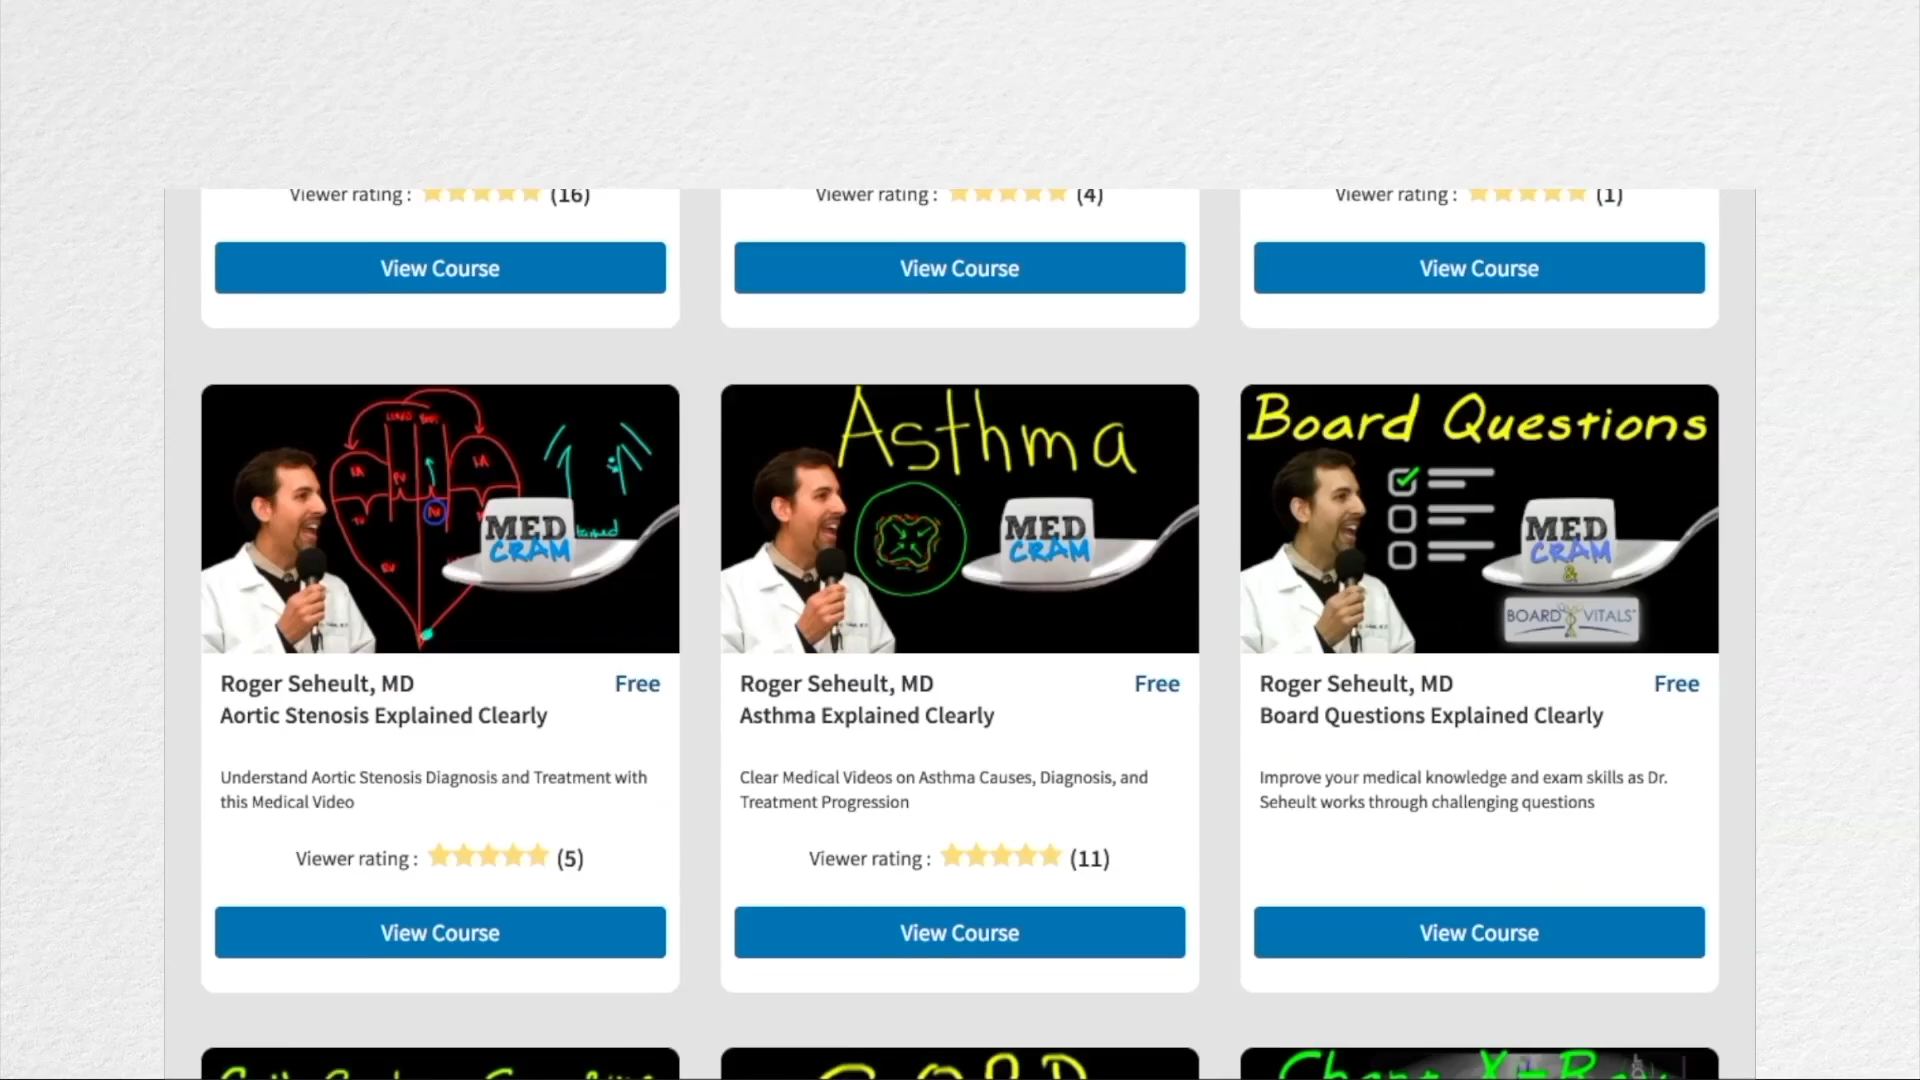 Viewer rating : (16)
Viewer rating : (4)
Viewer rating : (1)
View Course
View Course
View Course
RV
MED
CRAM
Asthma
MED
CRAM
Board Questions
MED
CRAM
&
BOARD VITALS
Roger Seheult, MD Free
Aortic Stenosis Explained Clearly
Understand Aortic Stenosis Diagnosis and Treatment with
this Medical Video
Viewer rating : (5)
View Course
Roger Seheult, MD Free
Asthma Explained Clearly
Clear Medical Videos on Asthma Causes, Diagnosis, and
Treatment Progression
Viewer rating : (11)
View Course
Roger Seheult, MD Free
Board Questions Explained Clearly
Improve your medical knowledge and exam skills as Dr.
Seheult works through challenging questions
View Course
COPD
Chest X-Ray